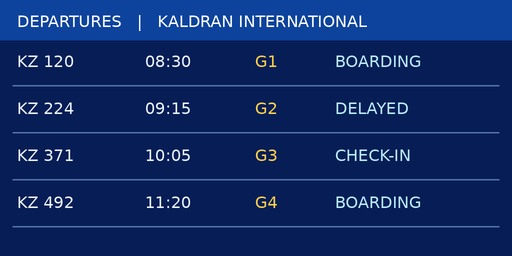 DEPARTURES | KALDRAN INTERNATIONAL
KZ 120 08:30 G1 BOARDING
KZ 224 09:15 G2 DELAYED
KZ 371 10:05 G3 CHECK-IN
KZ 492 11:20 G4 BOARDING